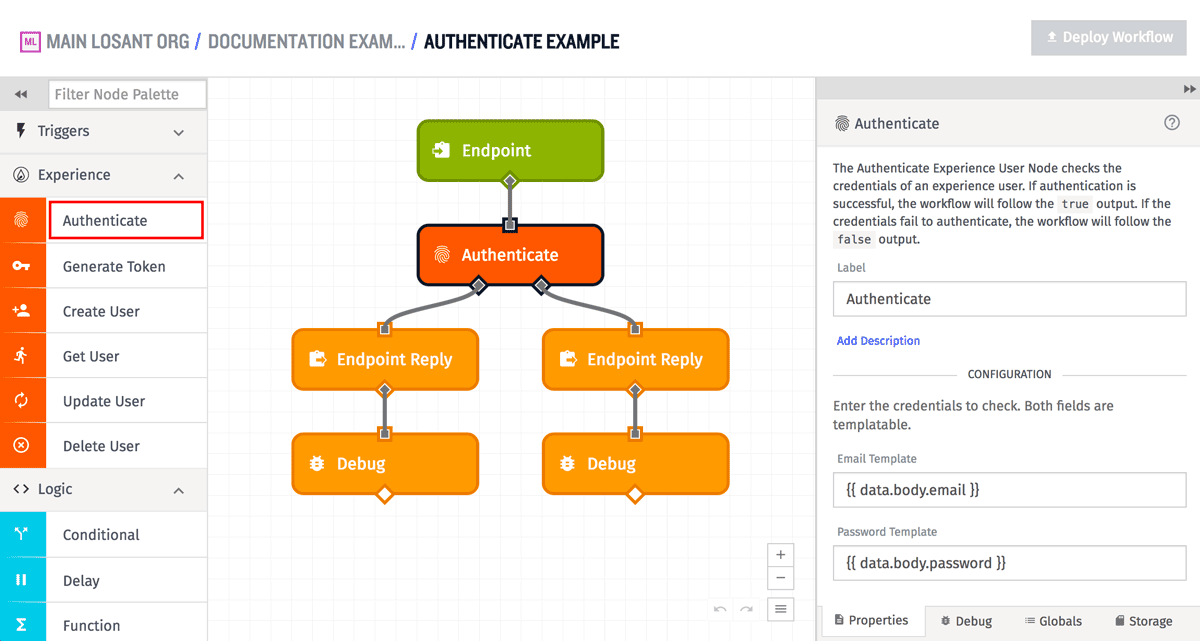 ML MAIN LOSANT ORG / DOCUMENTATION EXAM... / AUTHENTICATE EXAMPLE
Deploy Workflow
Filter Node Palette
Triggers
Experience
Authenticate
Generate Token
Create User
Get User
Update User
Delete User
Logic
Conditional
Delay
Function
Endpoint
Authenticate
Endpoint Reply
Endpoint Reply
Debug
Debug
Authenticate
The Authenticate Experience User Node checks the
credentials of an experience user. If authentication is
successful, the workflow will follow the true output. If the
credentials fail to authenticate, the workflow will follow the
false output.
Label
Authenticate
Add Description
CONFIGURATION
Enter the credentials to check. Both fields are
templatable.
Email Template
{{ data.body.email }}
Password Template
{{ data.body.password }}
Properties
Debug
Globals
Storage